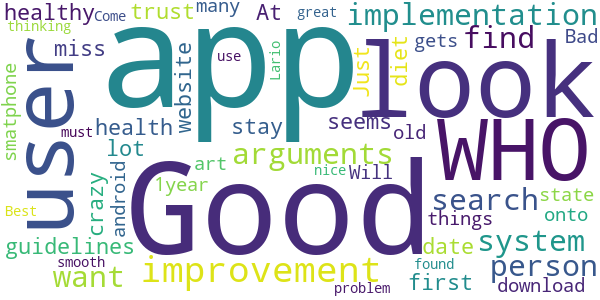 healthy Come trust many At great implementation
thinking app look
user miss website gets find Bad
smatphone use Lario Just diet
health stay seems old WHO
lot arguments
crazy android art nice Will search state
1year things onto
Best Good person
guidelines date system
smooth want improvement found first download
must problem